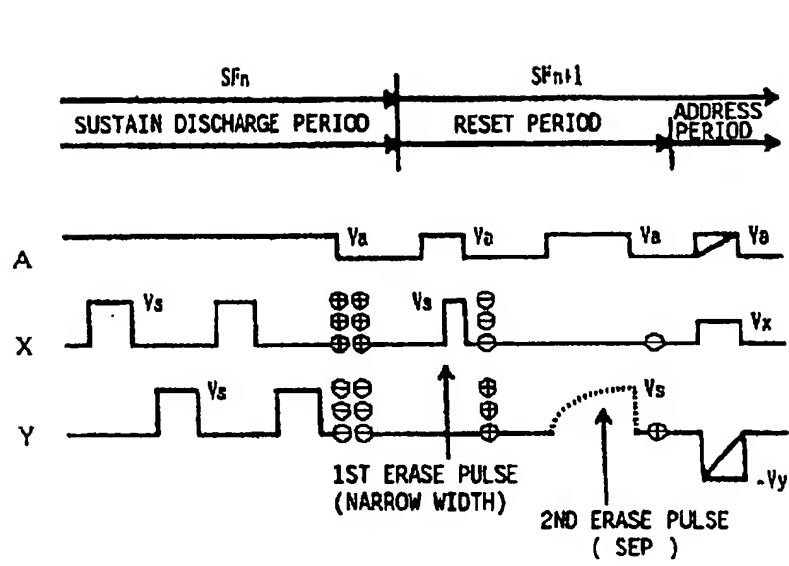 SFn SFn+1
SUSTAIN DISCHARGE PERIOD RESET PERIOD ADDRESS PERIOD
A Va Va Va Va
X Vs ⊕⊕ Vs ⊖
⊕⊕ ⊖ Vx
⊕⊕ ⊖ ⊖
Y Vs ⊖⊖ ⊕ Vs
⊖⊖ ⊕
⊖⊖ ⊕ ⊕
-Vy
1ST ERASE PULSE
(NARROW WIDTH)
2ND ERASE PULSE
( SEP )